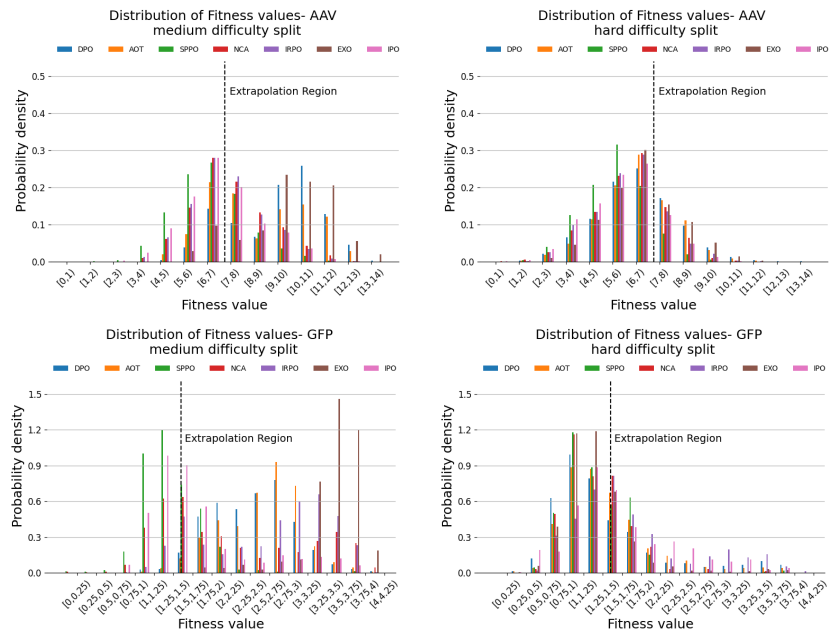 Distribution of Fitness values- AAV
medium difficulty split
DPO AOT SPPO NCA IRPO EXO IPO
0.5
0.4
0.3
0.2
0.1
0.0
Probability density
Extrapolation Region
[0,1) [1,2) [2,3) [3,4) [4,5) [5,6) [6,7) [7,8) [8,9) [9,10) [10,11) [11,12) [12,13) [13,14)
Fitness value
Distribution of Fitness values- AAV
hard difficulty split
DPO AOT SPPO NCA IRPO EXO IPO
0.5
0.4
0.3
0.2
0.1
0.0
Probability density
Extrapolation Region
[0,1) [1,2) [2,3) [3,4) [4,5) [5,6) [6,7) [7,8) [8,9) [9,10) [10,11) [11,12) [12,13) [13,14)
Fitness value
Distribution of Fitness values- GFP
medium difficulty split
DPO AOT SPPO NCA IRPO EXO IPO
1.5
1.2
0.9
0.6
0.3
0.0
Probability density
Extrapolation Region
[0,0.25) [0.25,0.5) [0.5,0.75) [0.75,1) [1,1.25) [1.25,1.5) [1.5,1.75) [1.75,2) [2,2.25) [2.25,2.5) [2.5,2.75) [2.75,3) [3,3.25) [3.25,3.5) [3.5,3.75) [3.75,4) [4,4.25)
Fitness value
Distribution of Fitness values- GFP
hard difficulty split
DPO AOT SPPO NCA IRPO EXO IPO
1.5
1.2
0.9
0.6
0.3
0.0
Probability density
Extrapolation Region
[0,0.25) [0.25,0.5) [0.5,0.75) [0.75,1) [1,1.25) [1.25,1.5) [1.5,1.75) [1.75,2) [2,2.25) [2.25,2.5) [2.5,2.75) [2.75,3) [3,3.25) [3.25,3.5) [3.5,3.75) [3.75,4) [4,4.25)
Fitness value